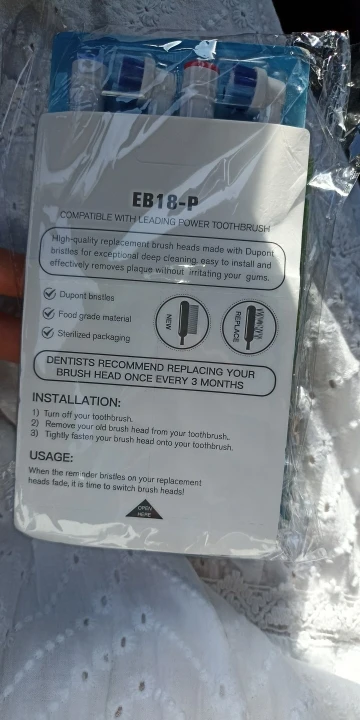 EB18-P
COMPATIBLE WITH LEADING POWER TOOTHBRUSH
High-quality replacement brush heads made with Dupont
bristles for exceptional deep cleaning, easy to install and
effectively removes plaque without irritating your gums.
Dupont bristles
Food grade material
Sterilized packaging
NEW
REPLACE
DENTISTS RECOMMEND REPLACING YOUR
BRUSH HEAD ONCE EVERY 3 MONTHS
INSTALLATION:
1) Turn off your toothbrush.
2) Remove your old brush head from your toothbrush.
3) Tightly fasten your brush head onto your toothbrush.
USAGE:
When the reminder bristles on your replacement
heads fade, it is time to switch brush heads!
OPEN
HERE